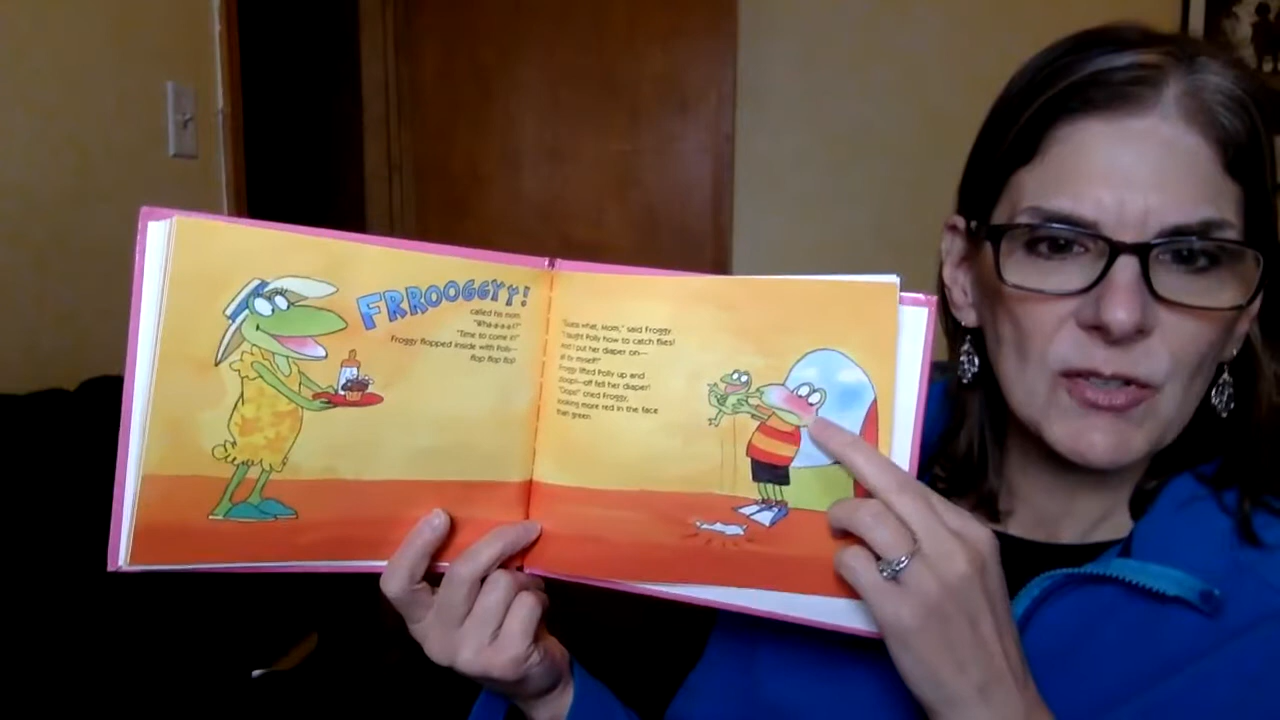 FRROOGGYY!
called his mom.
"Wha-a-a-a-t?"
"Time to come in!"
Froggy flopped inside with Polly—
flop flop flop.
"Guess what, Mom," said Froggy.
"I taught Polly how to catch flies!
And I put her diaper on—
all by myself!"
Froggy lifted Polly up and
zloop!—off fell her diaper!
"Oops!" cried Froggy,
looking more red in the face
than green.